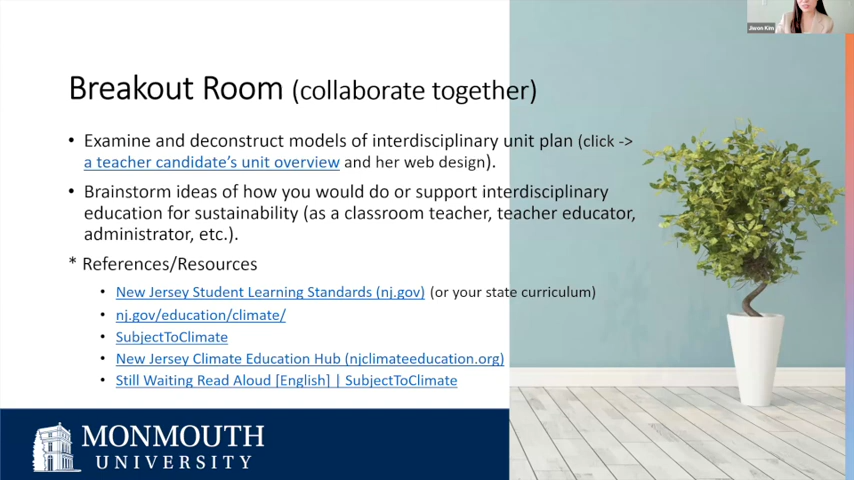 Jiwon Kim
Breakout Room (collaborate together)
• Examine and deconstruct models of interdisciplinary unit plan (click ->
a teacher candidate's unit overview and her web design).
• Brainstorm ideas of how you would do or support interdisciplinary
education for sustainability (as a classroom teacher, teacher educator,
administrator, etc.).
* References/Resources
• New Jersey Student Learning Standards (nj.gov) (or your state curriculum)
• nj.gov/education/climate/
• SubjectToClimate
• New Jersey Climate Education Hub (njclimateeducation.org)
• Still Waiting Read Aloud [English] | SubjectToClimate
MONMOUTH
UNIVERSITY